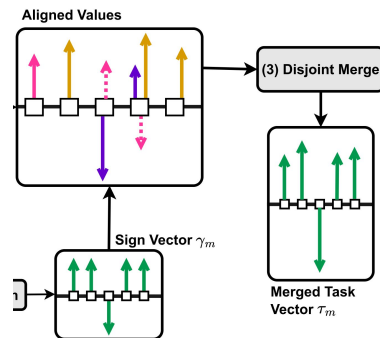 Aligned Values
(3) Disjoint Merge
Sign Vector γₘ
n
Merged Task
Vector τₘ